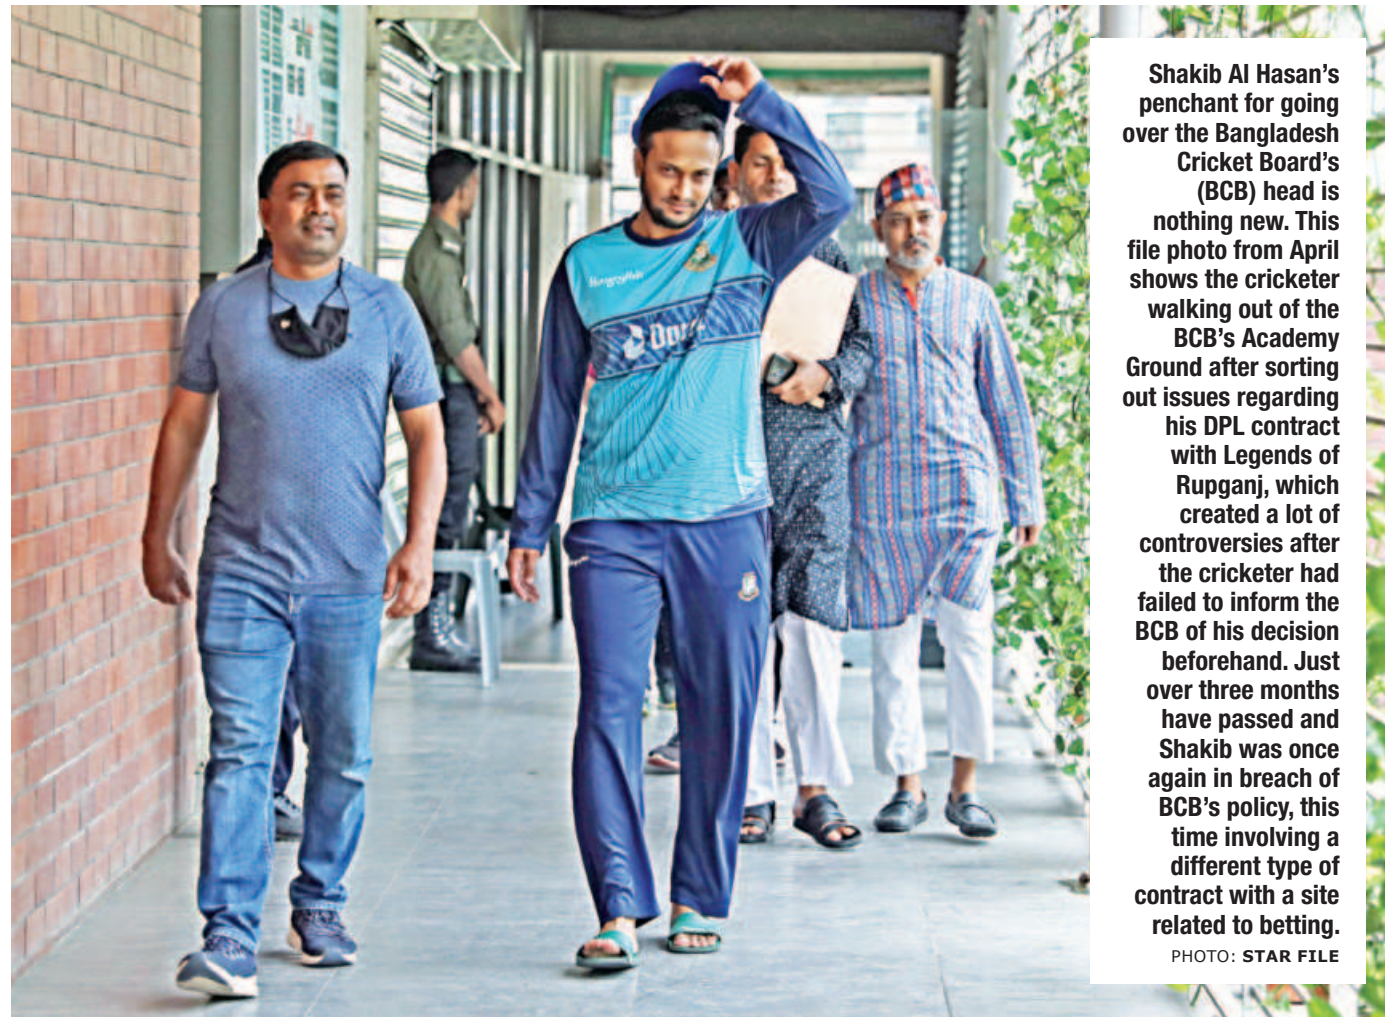 Shakib Al Hasan’s
penchant for going
over the Bangladesh
Cricket Board’s
(BCB) head is
nothing new. This
file photo from April
shows the cricketer
walking out of the
BCB’s Academy
Ground after sorting
out issues regarding
his DPL contract
with Legends of
Rupganj, which
created a lot of
controversies after
the cricketer had
failed to inform the
BCB of his decision
beforehand. Just
over three months
have passed and
Shakib was once
again in breach of
BCB’s policy, this
time involving a
different type of
contract with a site
related to betting.
PHOTO: STAR FILE